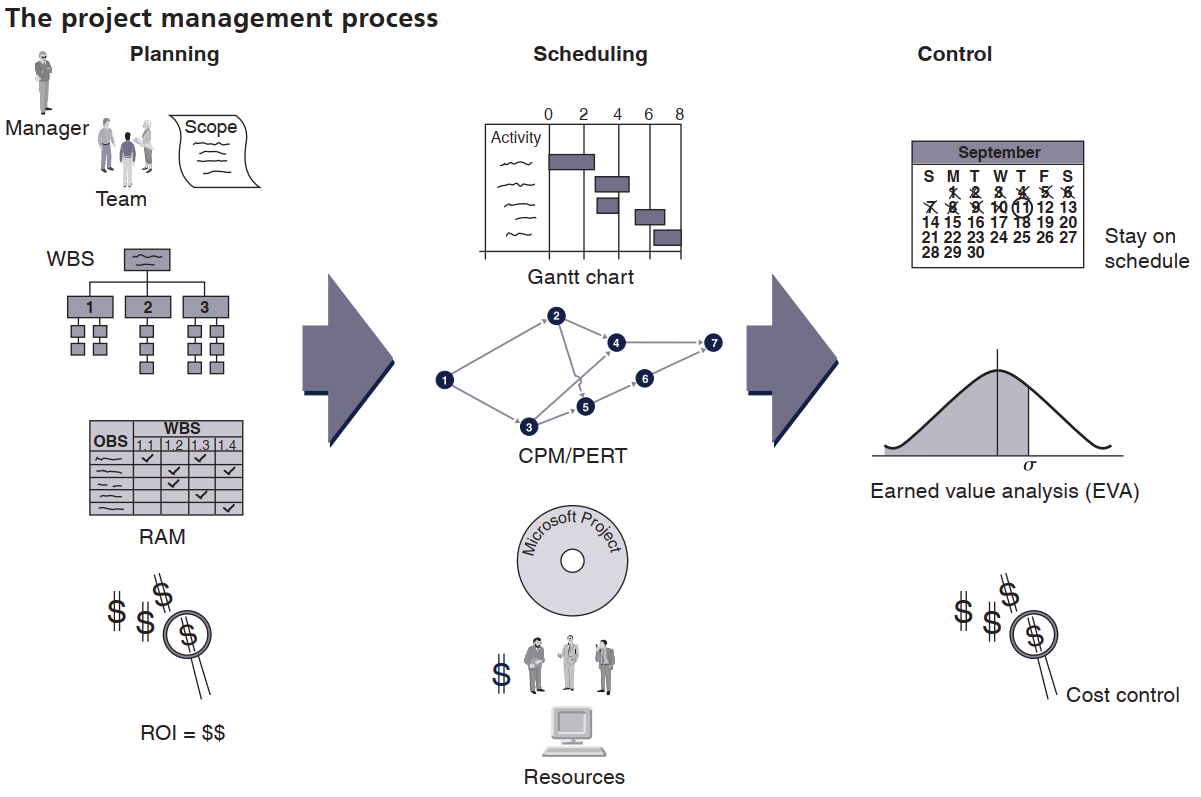 The project management process
Planning
Manager
Team
Scope
WBS
1 2 3
OBS WBS
1.1 1.2 1.3 1.4
RAM
$ $ $ $
ROI = $$
Scheduling
0 2 4 6 8
Activity
Gantt chart
1 2 3 4 5 6 7
CPM/PERT
Microsoft Project
$
Resources
Control
September
S M T W T F S
1 2 3 4 5 6
7 8 9 10 11 12 13
14 15 16 17 18 19 20
21 22 23 24 25 26 27
28 29 30
Stay on
schedule
σ
Earned value analysis (EVA)
$ $ $ $
Cost control